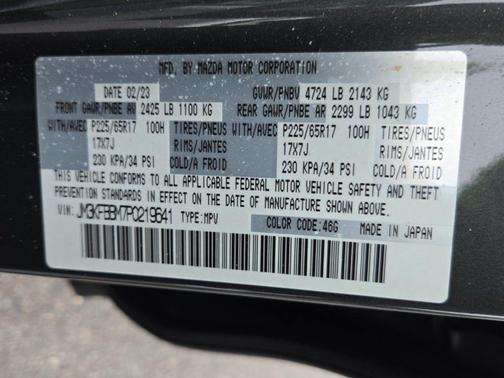 MFD. BY MAZDA MOTOR CORPORATION
DATE 02/23 GVWR/PNBV 4724 LB 2143 KG
FRONT GAWR/PNBE AV 2425 LB 1100 KG REAR GAWR/PNBE AR 2299 LB 1043 KG
WITH/AVEC P225/65R17 100H TIRES/PNEUS WITH/AVEC P225/65R17 100H TIRES/PNEUS
17X7J RIMS/JANTES 17X7J RIMS/JANTES
230 KPA/34 PSI COLD/A FROID 230 KPA/34 PSI COLD/A FROID
THIS VEHICLE CONFORMS TO ALL APPLICABLE FEDERAL MOTOR VEHICLE SAFETY AND THEFT
PREVENTION STANDARDS IN EFFECT ON THE DATE OF MANUFACTURE SHOWN ABOVE.
VIN: JM3KFBBM7P0219641 TYPE: MPV COLOR CODE: 46G MADE IN JAPAN